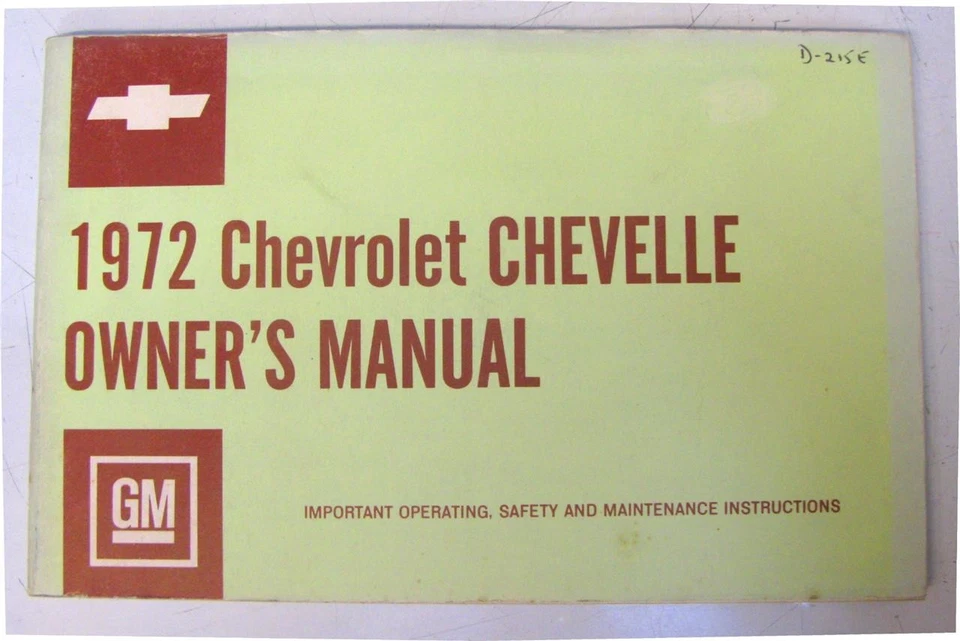 D-215E
1972 Chevrolet CHEVELLE
OWNER'S MANUAL
GM
IMPORTANT OPERATING, SAFETY AND MAINTENANCE INSTRUCTIONS